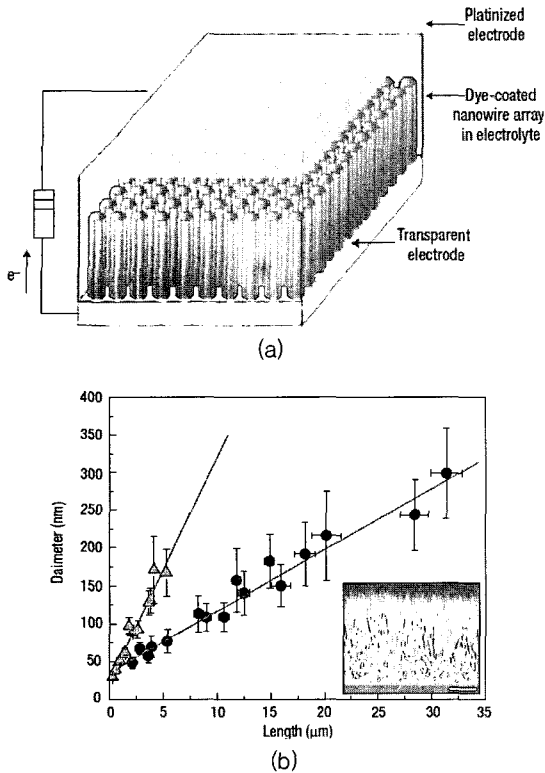 Platinized
electrode
Dye-coated
nanowire array
in electrolyte
Transparent
electrode
e−
(a)
400
350
300
250
200
150
100
50
0
Daimeter (nm)
0 5 10 15 20 25 30 35
Length (μm)
(b)